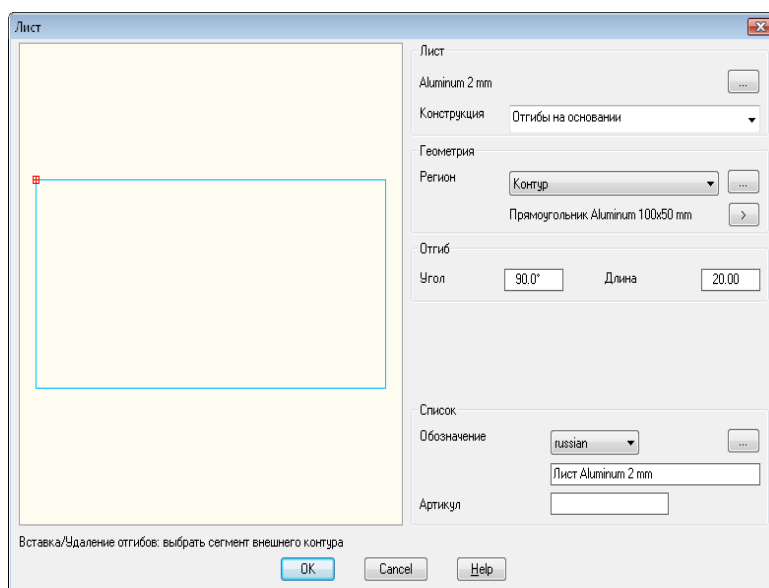 Лист
Лист
Aluminum 2 mm
...
Конструкция
Отгибы на основании
Геометрия
Регион
Контур
...
Прямоугольник Aluminum 100x50 mm
>
Отгиб
Угол
90.0°
Длина
20.00
Список
Обозначение
russian
...
Лист Aluminum 2 mm
Артикул
Вставка/Удаление отгибов: выбрать сегмент внешнего контура
OK
Cancel
Help